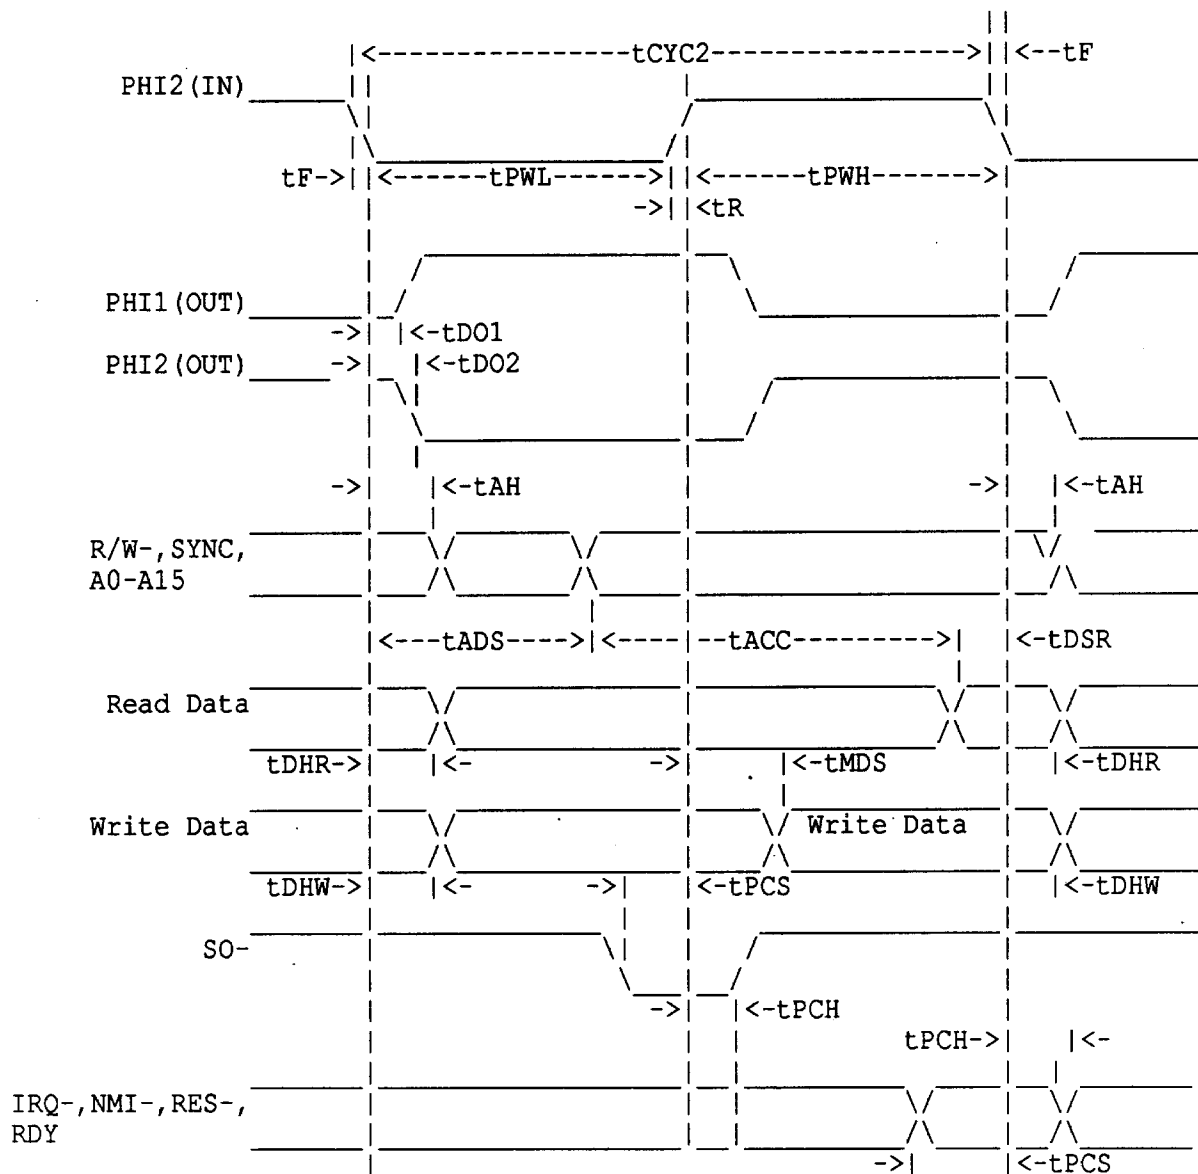 tCYC2 tF
PHI2(IN)
tF-> tPWL tPWH
-> <tR
PHI1(OUT)
-> <-tDO1
PHI2(OUT) -> <-tDO2
-> <-tAH -> <-tAH
R/W-,SYNC,
A0-A15
tADS tACC <-tDSR
Read Data
tDHR-> <- -> <-tMDS <-tDHR
Write Data Write Data
tDHW-> <- -> <-tPCS <-tDHW
SO-
-> <-tPCH
tPCH-> <-
IRQ-,NMI-,RES-,
RDY
-> <-tPCS